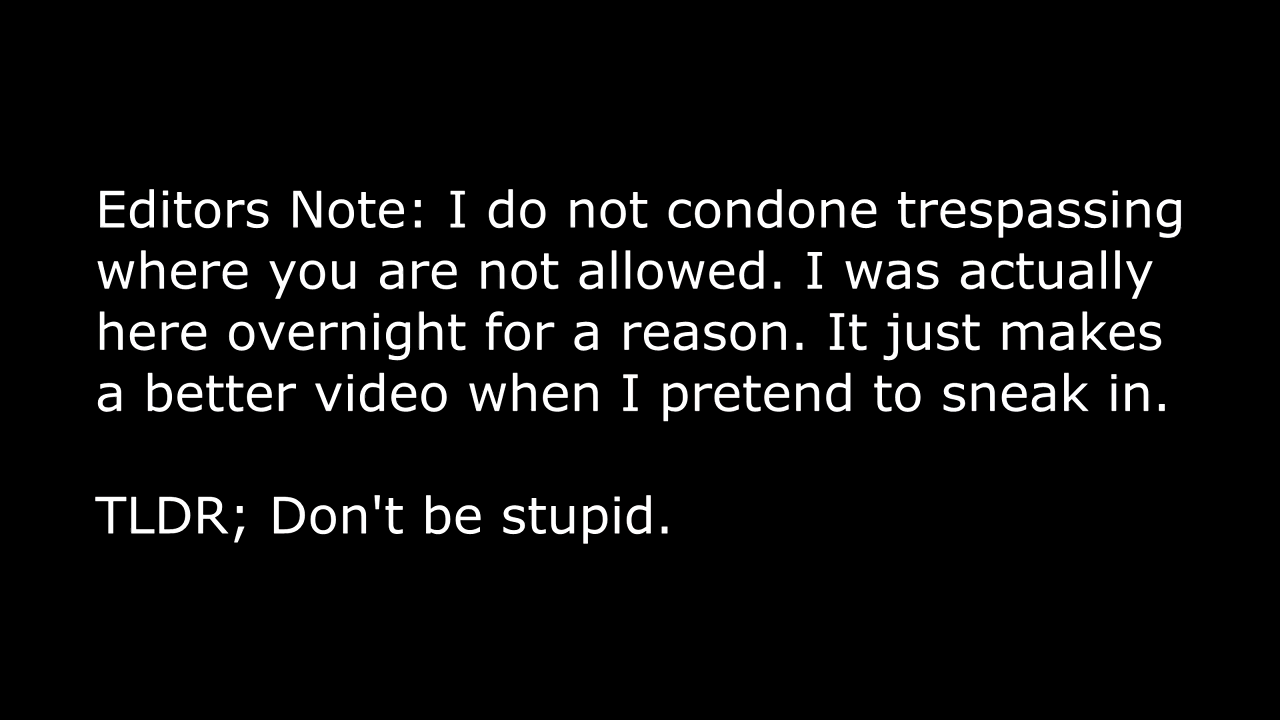 Editors Note: I do not condone trespassing
where you are not allowed. I was actually
here overnight for a reason. It just makes
a better video when I pretend to sneak in.
TLDR; Don't be stupid.